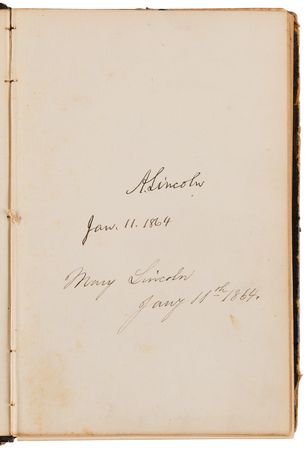 A. Lincoln
Jan. 11. 1864
Mary Lincoln
Jany 11th 1864.